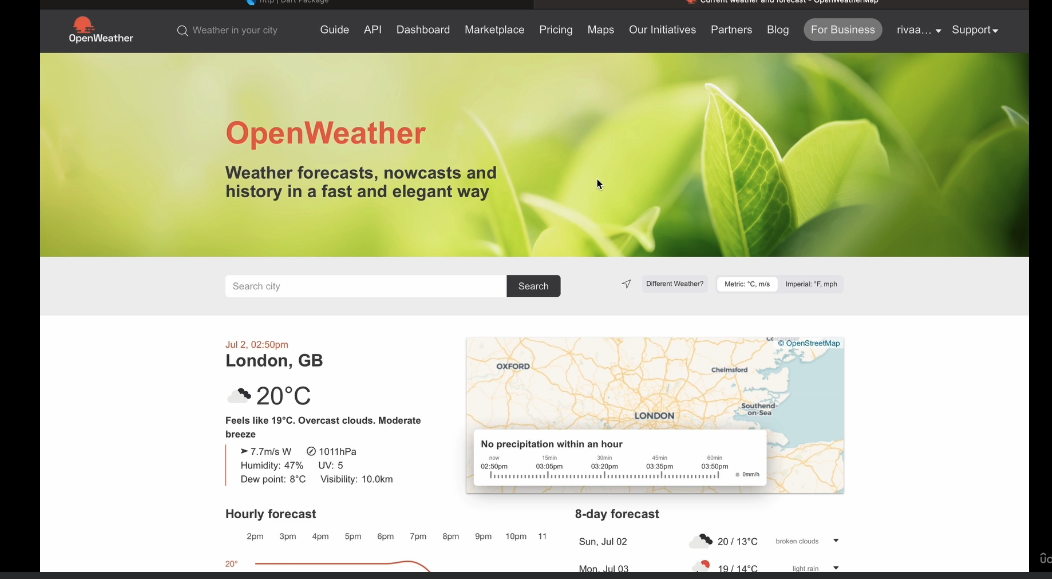 http | Dart Package
Current weather and forecast - OpenWeatherMap
OpenWeather
Weather in your city
Guide API Dashboard Marketplace Pricing Maps Our Initiatives Partners Blog For Business rivaa... Support
OpenWeather
Weather forecasts, nowcasts and
history in a fast and elegant way
Search city
Search
Different Weather?
Metric: °C, m/s
Imperial: °F, mph
Jul 2, 02:50pm
London, GB
20°C
Feels like 19°C. Overcast clouds. Moderate
breeze
7.7m/s W 1011hPa
Humidity: 47% UV: 5
Dew point: 8°C Visibility: 10.0km
© OpenStreetMap
OXFORD
Chelmsford
Southend-
on-Sea
LONDON
No precipitation within an hour
now 15min 30min 45min 60min
02:50pm 03:05pm 03:20pm 03:35pm 03:50pm
0mm/h
Hourly forecast
2pm 3pm 4pm 5pm 6pm 7pm 8pm 9pm 10pm 11
20°
8-day forecast
Sun, Jul 02 20 / 13°C broken clouds
Mon, Jul 03 19 / 14°C light rain